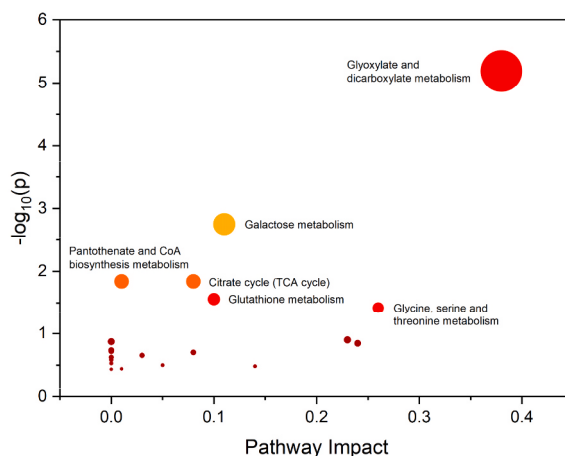 6
Glyoxylate and
dicarboxylate metabolism
5
4
-log10(p)
3
Galactose metabolism
Pantothenate and CoA
biosynthesis metabolism
2
Citrate cycle (TCA cycle)
Glutathione metabolism
Glycine. serine and
threonine metabolism
1
0
0.0 0.1 0.2 0.3 0.4
Pathway Impact